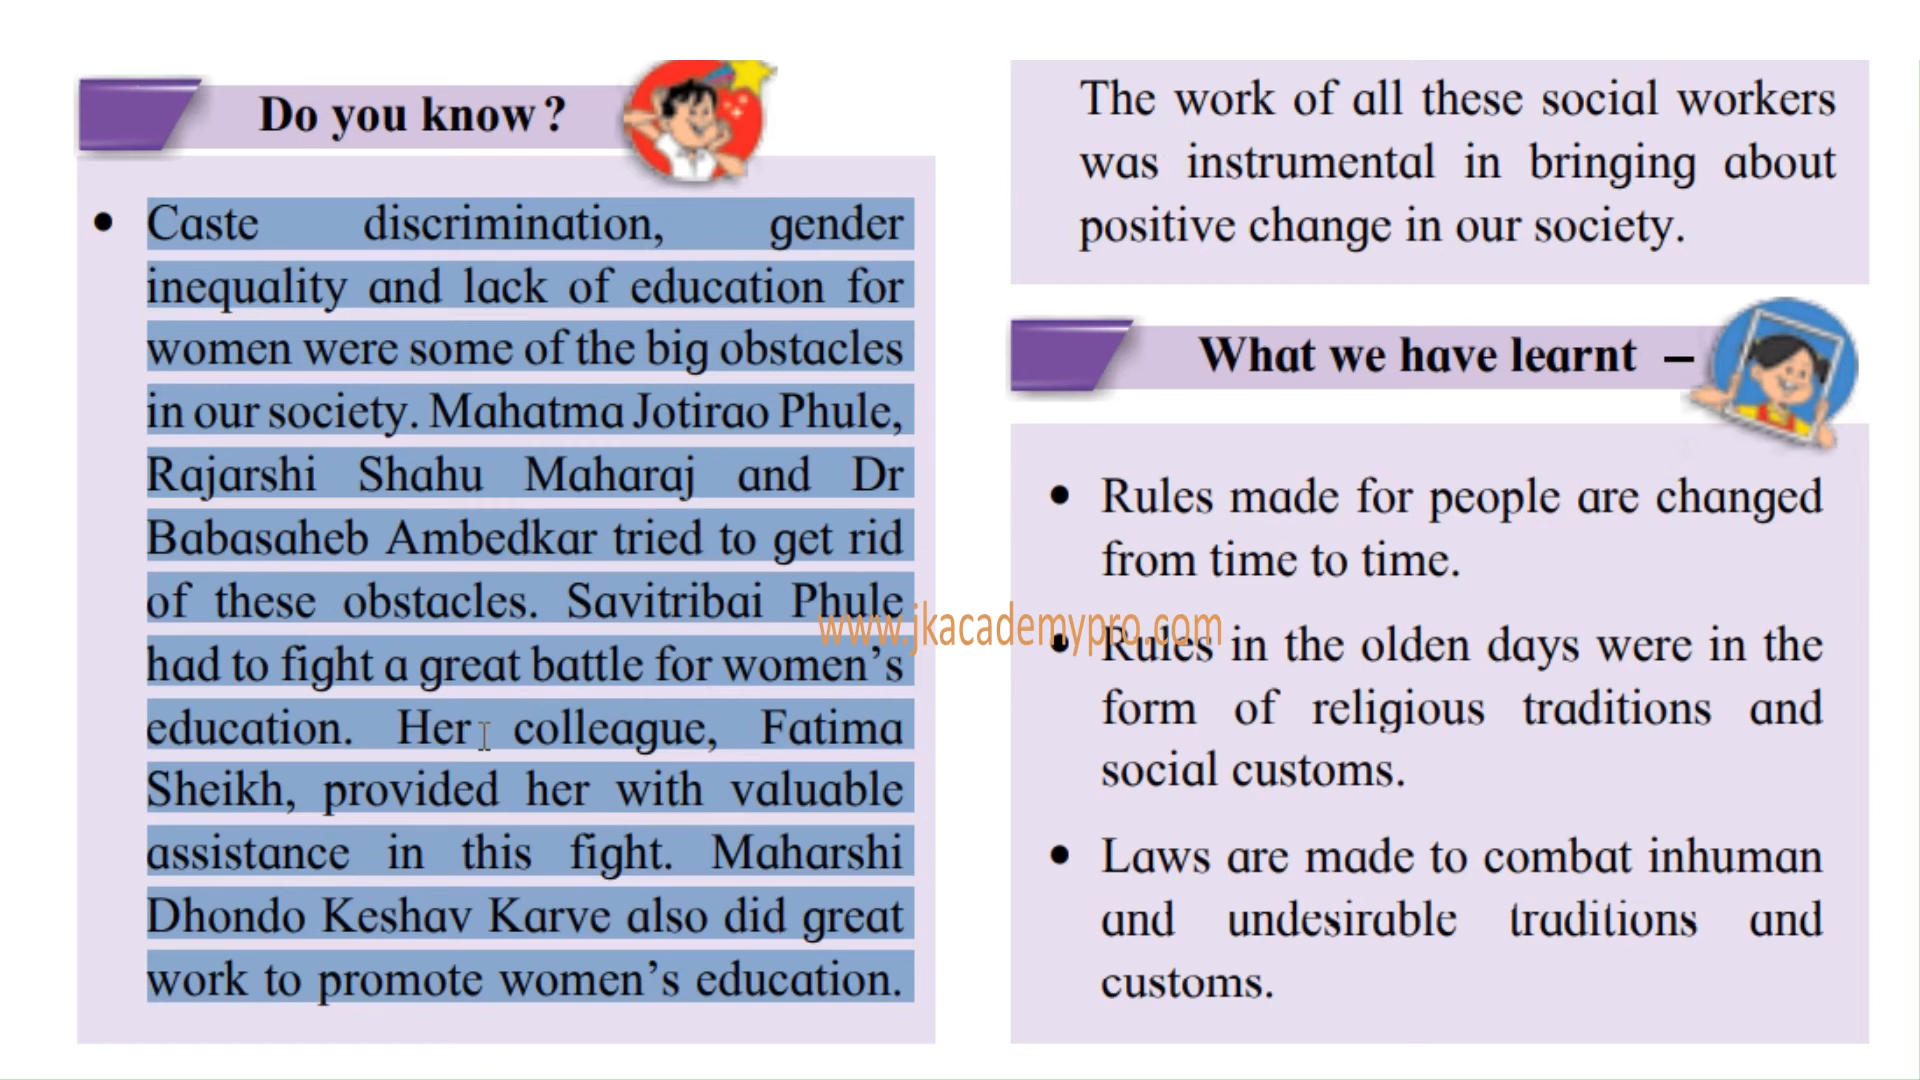 Do you know?
• Caste discrimination, gender
inequality and lack of education for
women were some of the big obstacles
in our society. Mahatma Jotirao Phule,
Rajarshi Shahu Maharaj and Dr
Babasaheb Ambedkar tried to get rid
of these obstacles. Savitribai Phule
had to fight a great battle for women’s
education. Her colleague, Fatima
Sheikh, provided her with valuable
assistance in this fight. Maharshi
Dhondo Keshav Karve also did great
work to promote women’s education.
The work of all these social workers
was instrumental in bringing about
positive change in our society.
What we have learnt –
• Rules made for people are changed
from time to time.
• Rules in the olden days were in the
form of religious traditions and
social customs.
• Laws are made to combat inhuman
and undesirable traditions and
customs.
www.jkacademypro.com